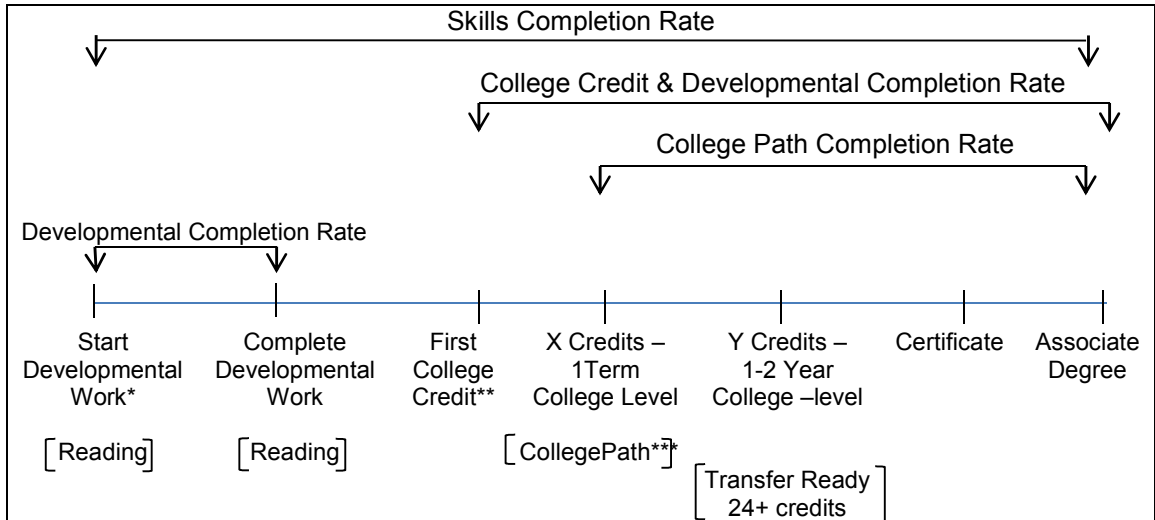 Skills Completion Rate
College Credit & Developmental Completion Rate
College Path Completion Rate
Developmental Completion Rate
Start
Developmental
Work*
Complete
Developmental
Work
First
College
Credit**
X Credits –
1Term
College Level
Y Credits –
1-2 Year
College –level
Certificate
Associate
Degree
[Reading]
[Reading]
[CollegePath***]
[Transfer Ready
24+ credits]